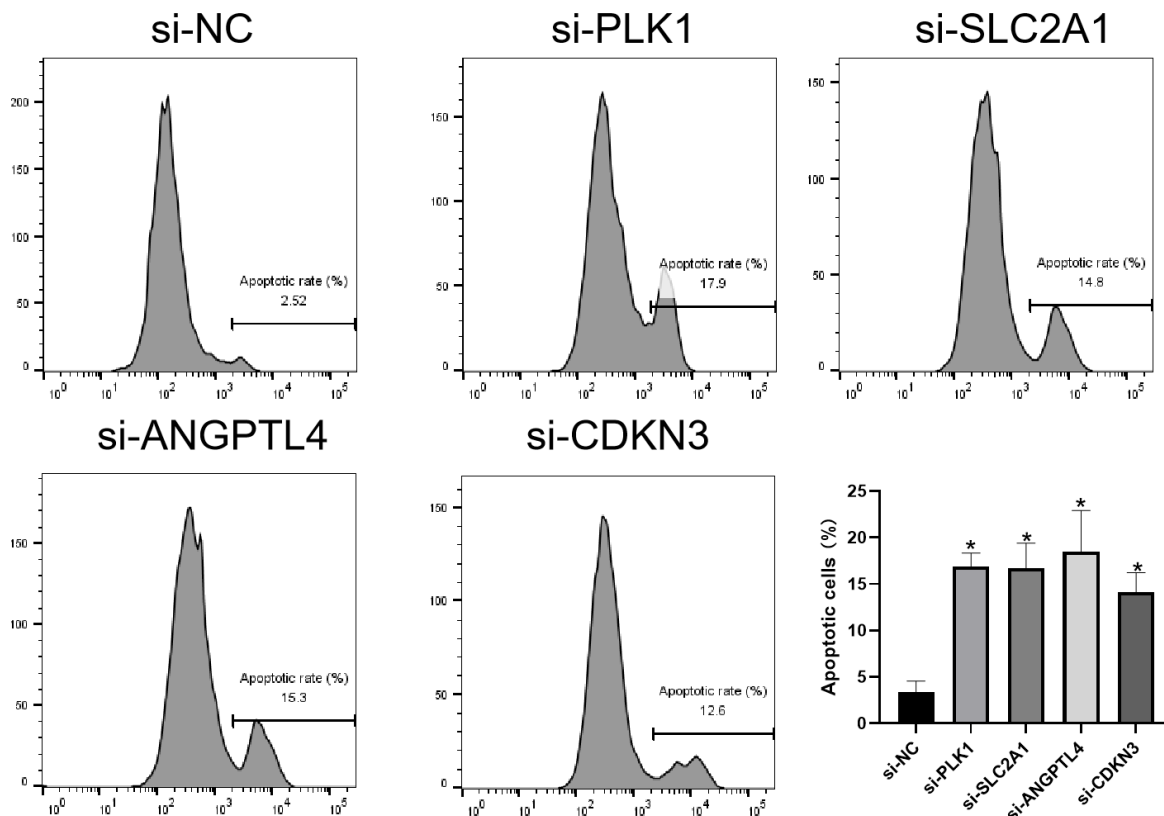 si-NC
200
150
100
50
0
10^0 10^1 10^2 10^3 10^4 10^5
Apoptotic rate (%)
2.52
si-PLK1
150
100
50
0
10^0 10^1 10^2 10^3 10^4 10^5
Apoptotic rate (%)
17.9
si-SLC2A1
150
100
50
0
10^0 10^1 10^2 10^3 10^4 10^5
Apoptotic rate (%)
14.8
si-ANGPTL4
150
100
50
0
10^0 10^1 10^2 10^3 10^4 10^5
Apoptotic rate (%)
15.3
si-CDKN3
150
100
50
0
10^0 10^1 10^2 10^3 10^4 10^5
Apoptotic rate (%)
12.6
Apoptotic cells (%)
25
20
15
10
5
0
* * * *
si-NC
si-PLK1
si-SLC2A1
si-ANGPTL4
si-CDKN3